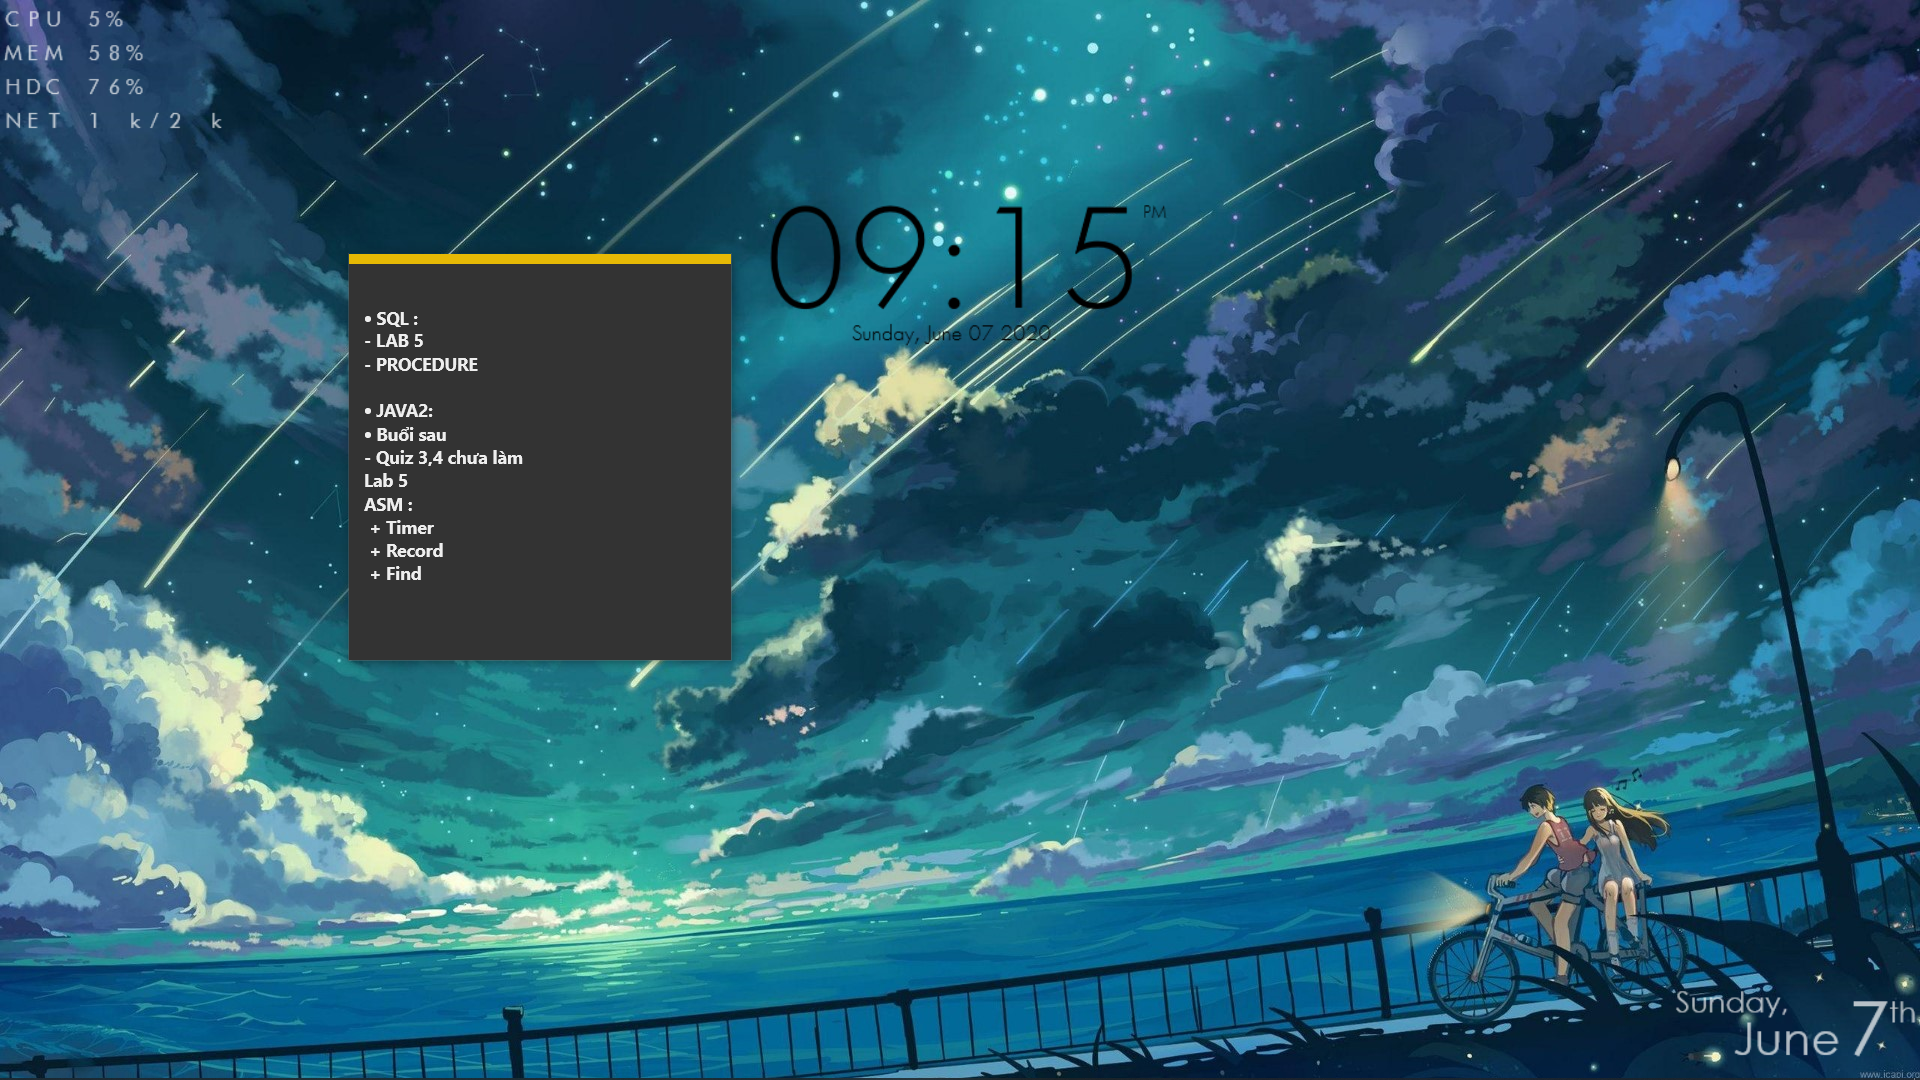 CPU 5%
MEM 58%
HDC 76%
NET 1 k/2 k
09:15 PM
Sunday, June 07 2020
• SQL :
- LAB 5
- PROCEDURE
• JAVA2:
• Buổi sau
- Quiz 3,4 chưa làm
Lab 5
ASM :
+ Timer
+ Record
+ Find
Sunday,
June 7th
www.icaoi.org